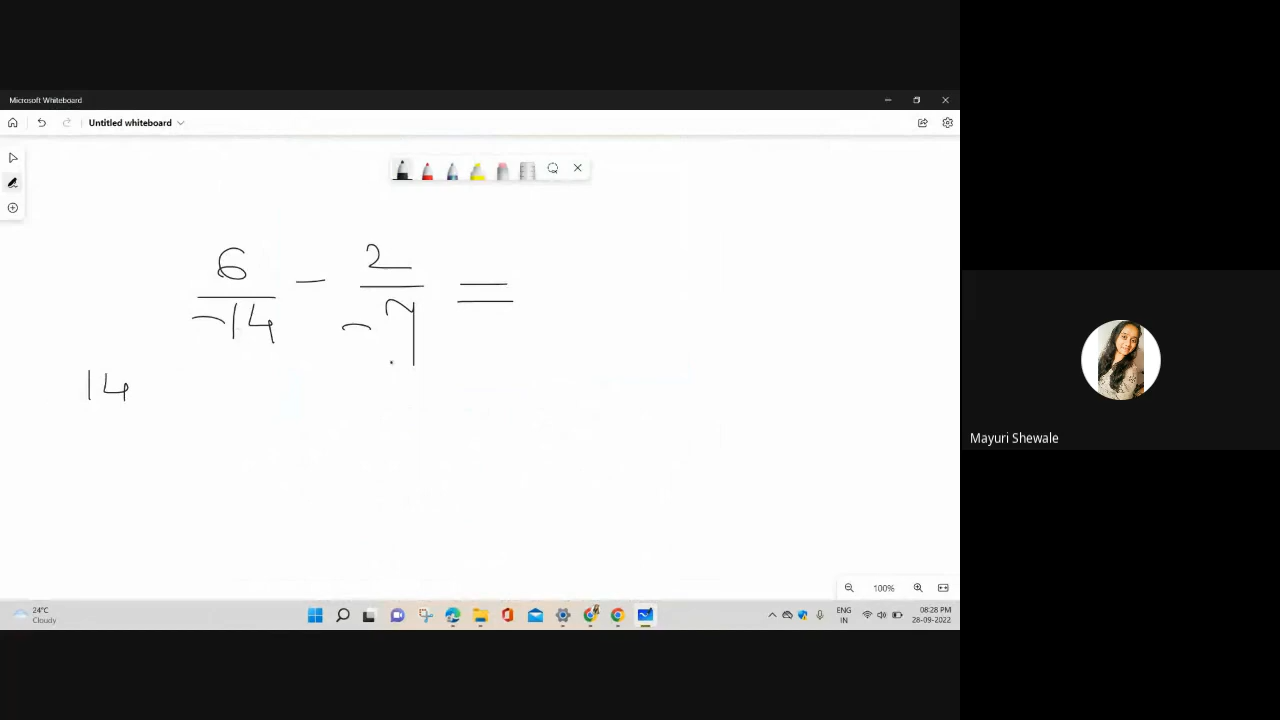 Microsoft Whiteboard
Untitled whiteboard
6/-14 - 2/-7 =
14
Mayuri Shewale
100%
24°C
Cloudy
ENG
IN
08:28 PM
28-09-2022